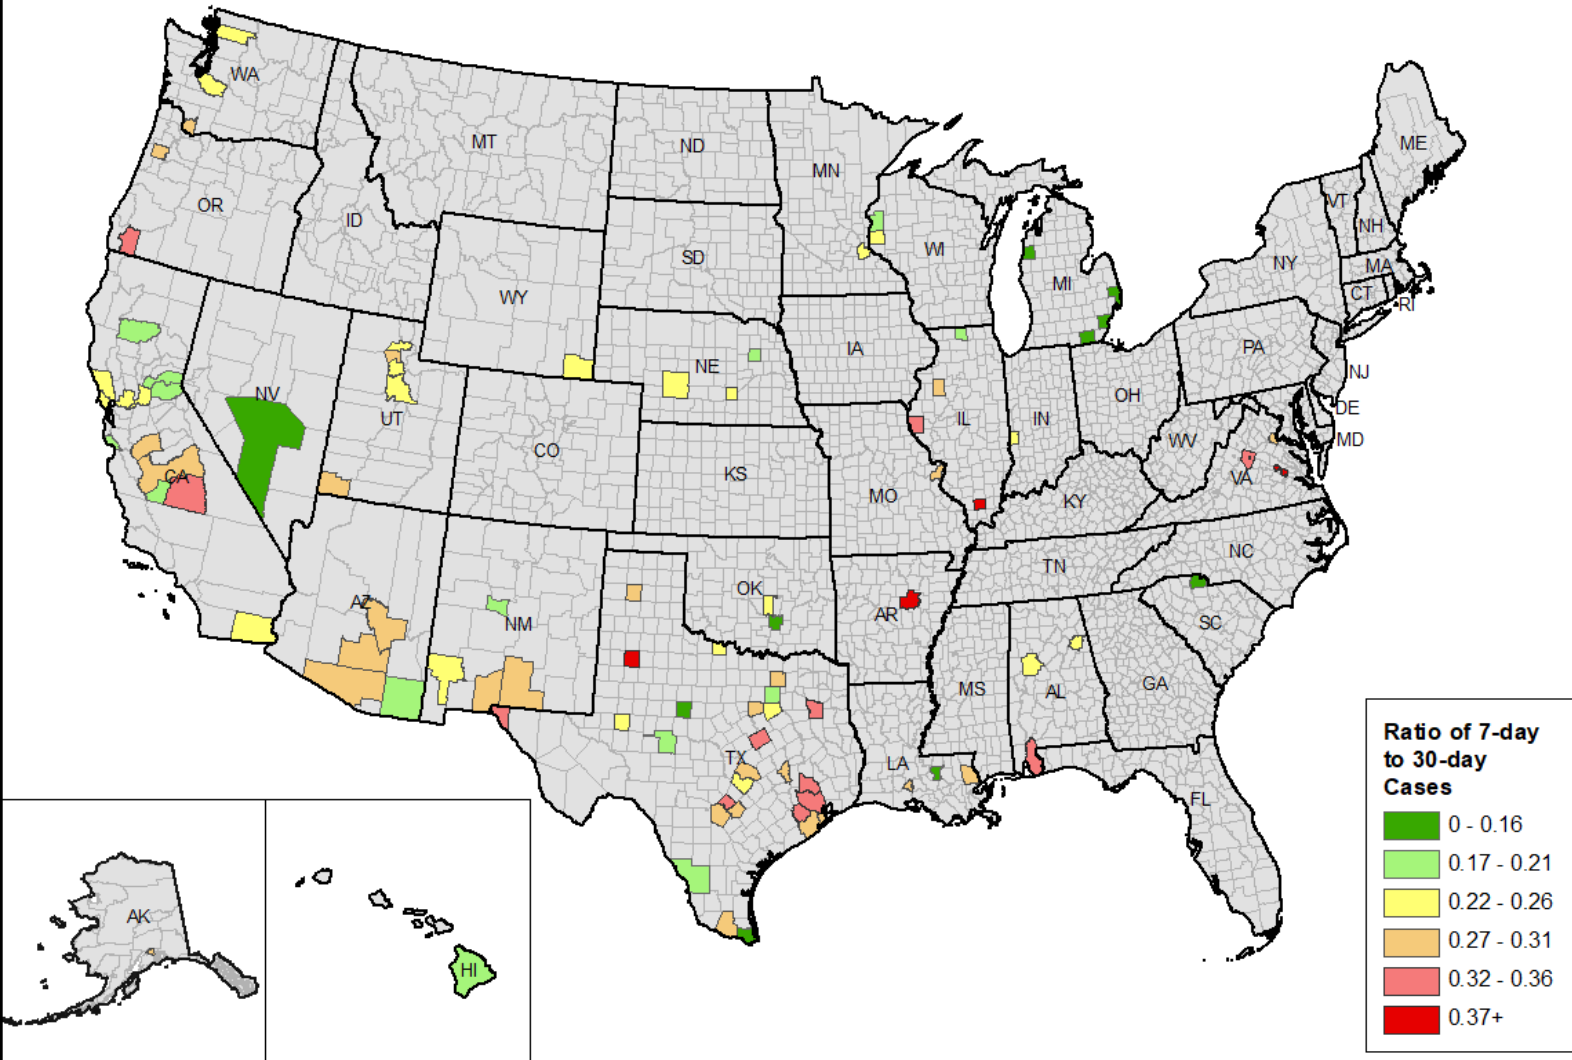 WA
MT
ND
MN
ME
OR
ID
SD
WI
MI
VT
NH
NY
MA
CT
RI
WY
NV
UT
NE
IA
PA
NJ
IL
IN
OH
DE
MD
CO
KS
MO
WV
VA
KY
CA
AZ
NM
OK
AR
TN
NC
SC
MS
AL
GA
TX
LA
FL
AK
HI
Ratio of 7-day
to 30-day
Cases
0 - 0.16
0.17 - 0.21
0.22 - 0.26
0.27 - 0.31
0.32 - 0.36
0.37+